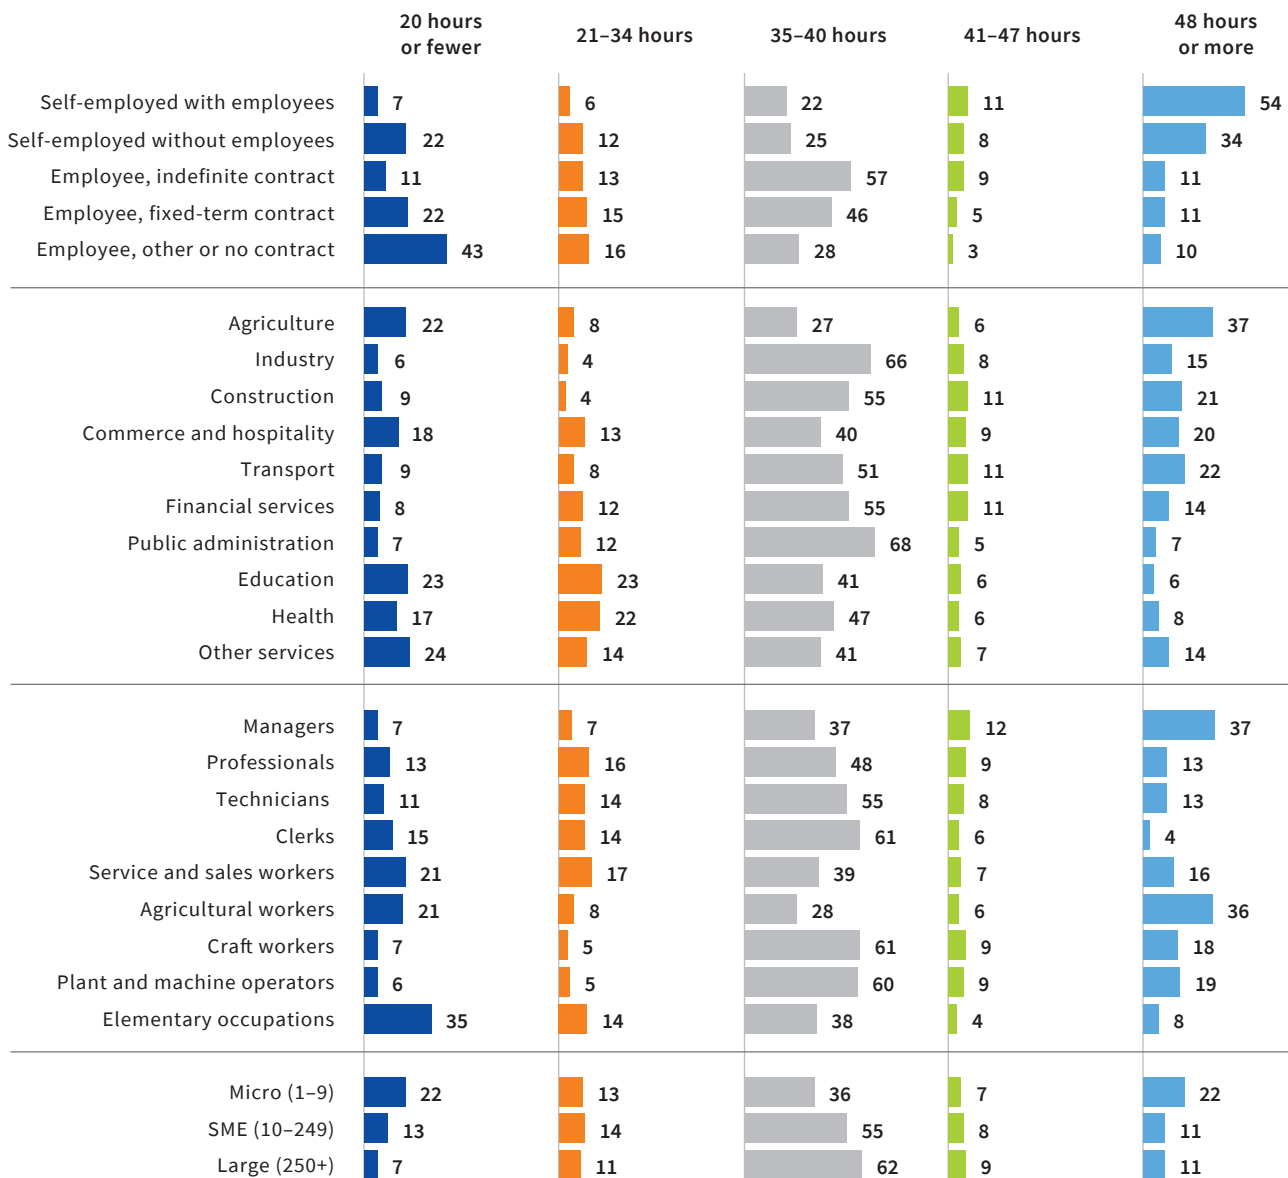 20 hours or fewer 21–34 hours 35–40 hours 41–47 hours 48 hours or more
Self-employed with employees 7 6 22 11 54
Self-employed without employees 22 12 25 8 34
Employee, indefinite contract 11 13 57 9 11
Employee, fixed-term contract 22 15 46 5 11
Employee, other or no contract 43 16 28 3 10
Agriculture 22 8 27 6 37
Industry 6 4 66 8 15
Construction 9 4 55 11 21
Commerce and hospitality 18 13 40 9 20
Transport 9 8 51 11 22
Financial services 8 12 55 11 14
Public administration 7 12 68 5 7
Education 23 23 41 6 6
Health 17 22 47 6 8
Other services 24 14 41 7 14
Managers 7 7 37 12 37
Professionals 13 16 48 9 13
Technicians 11 14 55 8 13
Clerks 15 14 61 6 4
Service and sales workers 21 17 39 7 16
Agricultural workers 21 8 28 6 36
Craft workers 7 5 61 9 18
Plant and machine operators 6 5 60 9 19
Elementary occupations 35 14 38 4 8
Micro (1–9) 22 13 36 7 22
SME (10–249) 13 14 55 8 11
Large (250+) 7 11 62 9 11